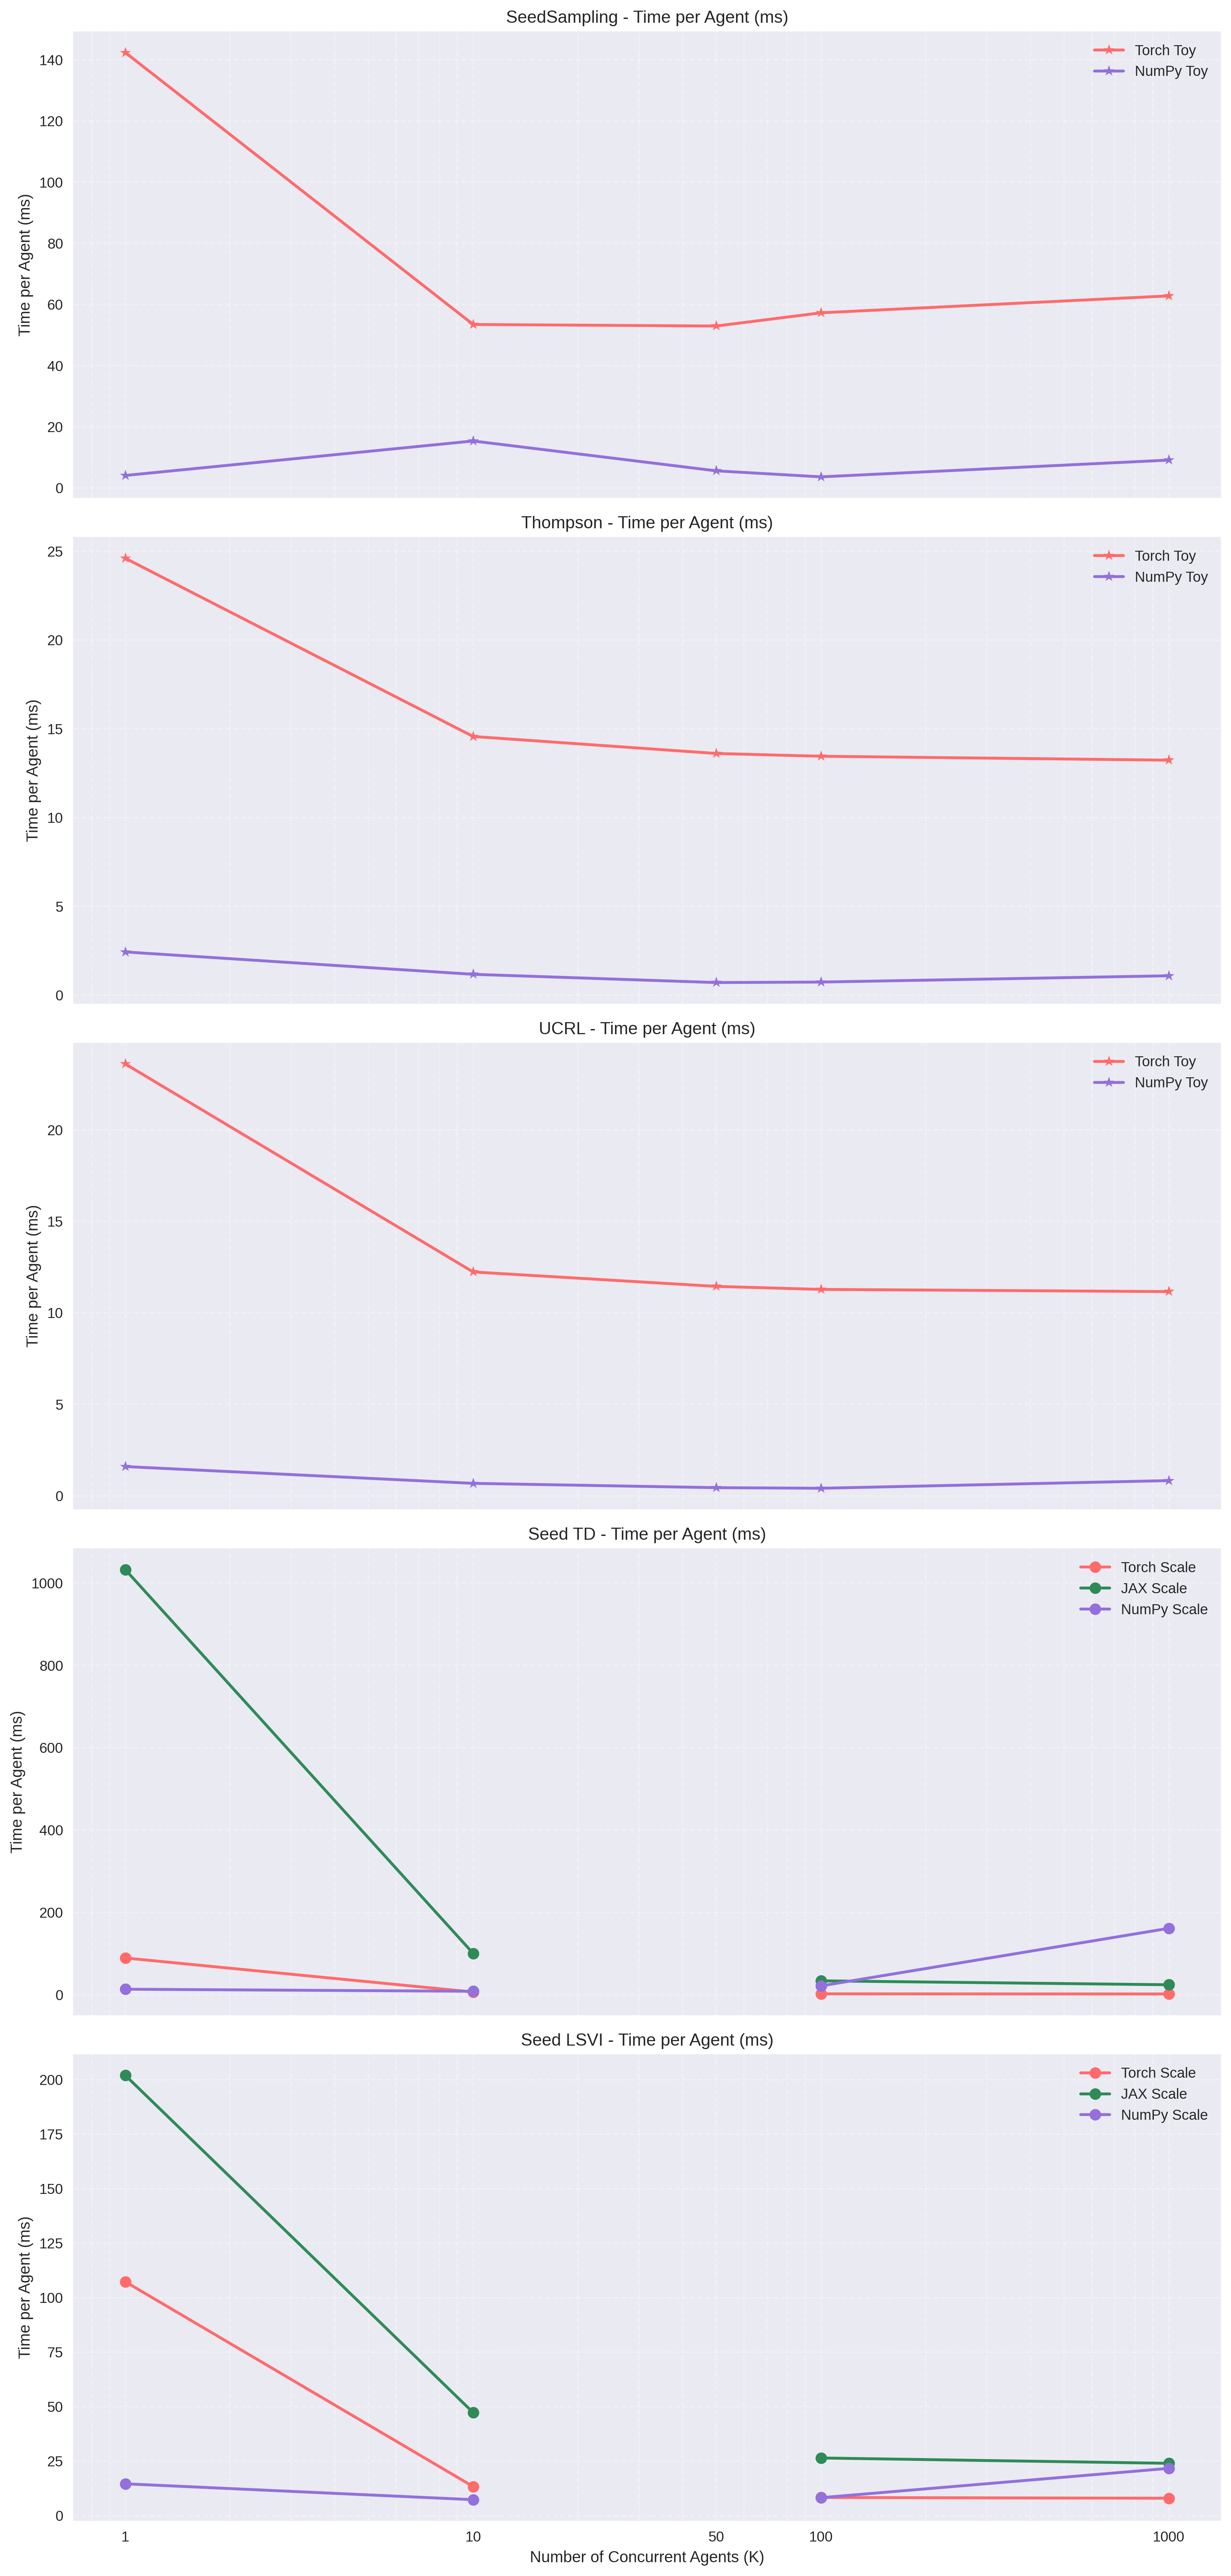 SeedSampling - Time per Agent (ms)
Torch Toy
NumPy Toy
140
120
100
80
60
40
20
0
Time per Agent (ms)
Thompson - Time per Agent (ms)
Torch Toy
NumPy Toy
25
20
15
10
5
0
Time per Agent (ms)
UCRL - Time per Agent (ms)
Torch Toy
NumPy Toy
20
15
10
5
0
Time per Agent (ms)
Seed TD - Time per Agent (ms)
Torch Scale
JAX Scale
NumPy Scale
1000
800
600
400
200
0
Time per Agent (ms)
Seed LSVI - Time per Agent (ms)
Torch Scale
JAX Scale
NumPy Scale
200
175
150
125
100
75
50
25
0
Time per Agent (ms)
1 10 50 100 1000
Number of Concurrent Agents (K)